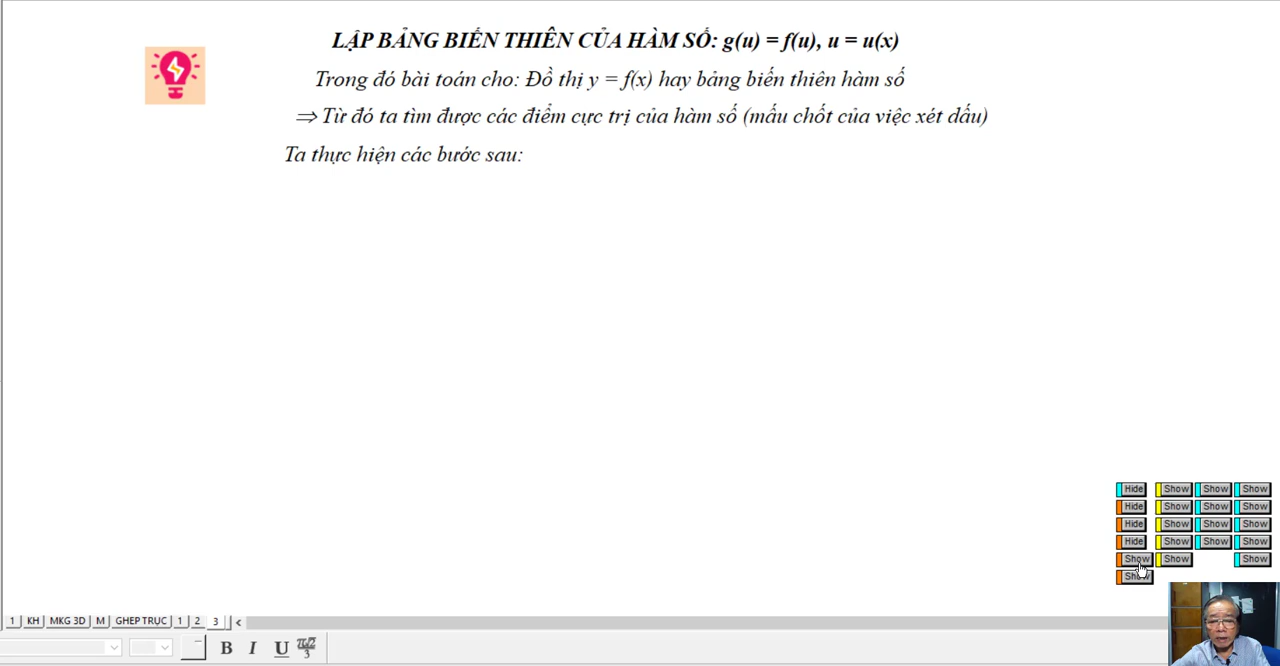 LẬP BẢNG BIẾN THIÊN CỦA HÀM SỐ: g(u) = f(u), u = u(x)
Trong đó bài toán cho: Đồ thị y = f(x) hay bảng biến thiên hàm số
⇒ Từ đó ta tìm được các điểm cực trị của hàm số (mấu chốt của việc xét dấu)
Ta thực hiện các bước sau:
Hide Show Show Show
Hide Show Show Show
Hide Show Show Show
Hide Show Show Show
Show Show Show
Show
1 KH MKG 3D M GHEP TRỤC 1 2 3 <
B I U